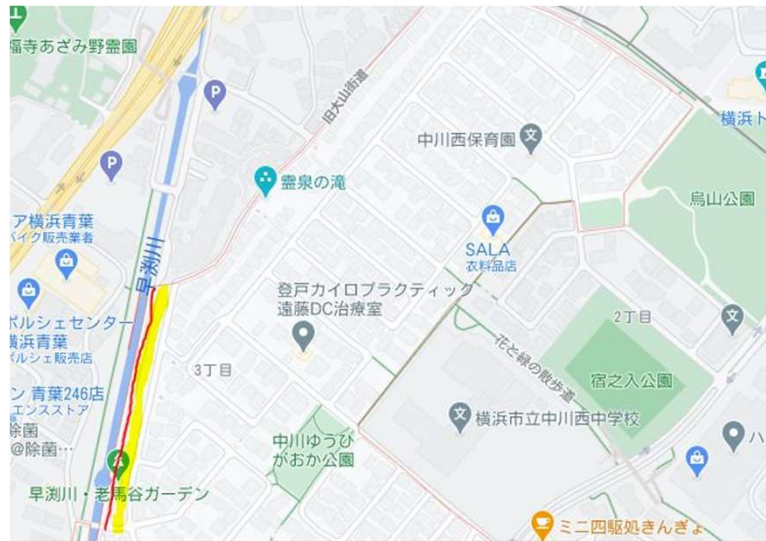 福寺あざみ野霊園
P
旧大山街道
中川西保育園
文
横浜ト
P
霊泉の滝
烏山公園
ア横浜青葉
バイク販売業者
早渕川
SALA
衣料品店
登戸カイロプラクティック
遠藤DC治療室
ポルシェセンター
横浜青葉
ポルシェ販売店
2丁目
文
花と緑の散歩道
3丁目
宿之入公園
ン 青葉246店
エンスストア
除菌
@除菌…
中川ゆうひ
がおか公園
文
横浜市立中川西中学校
ハ
早渕川・老馬谷ガーデン
ミニ四駆処きんぎょ